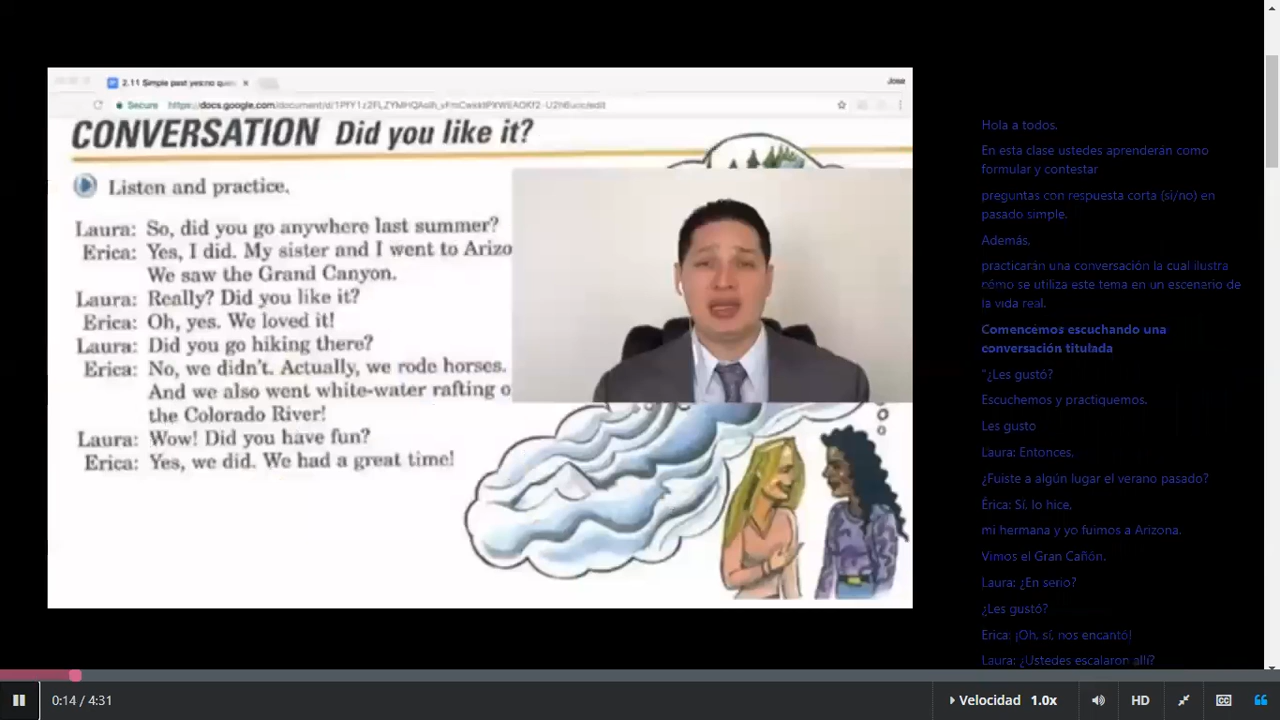 2.11 Simple past yes:no ques
Jose
Secure
CONVERSATION Did you like it?
Listen and practice.
Laura: So, did you go anywhere last summer?
Erica: Yes, I did. My sister and I went to Arizo
We saw the Grand Canyon.
Laura: Really? Did you like it?
Erica: Oh, yes. We loved it!
Laura: Did you go hiking there?
Erica: No, we didn't. Actually, we rode horses.
And we also went white-water rafting o
the Colorado River!
Laura: Wow! Did you have fun?
Erica: Yes, we did. We had a great time!
Hola a todos.
En esta clase ustedes aprenderán como
formular y contestar
preguntas con respuesta corta (si/no) en
pasado simple.
Además,
practicarán una conversación la cual ilustra
nómo se utiliza este tema en un escenario de
la vida real.
Comencemos escuchando una
conversación titulada
"¿Les gustó?
Escuchemos y practiquemos.
Les gusto
Laura: Entonces,
¿Fuiste a algún lugar el verano pasado?
Érica: Sí, lo hice,
mi hermana y yo fuimos a Arizona.
Vimos el Gran Cañón.
Laura: ¿En serio?
¿Les gustó?
Erica: ¡Oh, sí, nos encantó!
Laura: ¿Ustedes escalaron allí?
0:14 / 4:31
Velocidad 1.0x
HD
CC